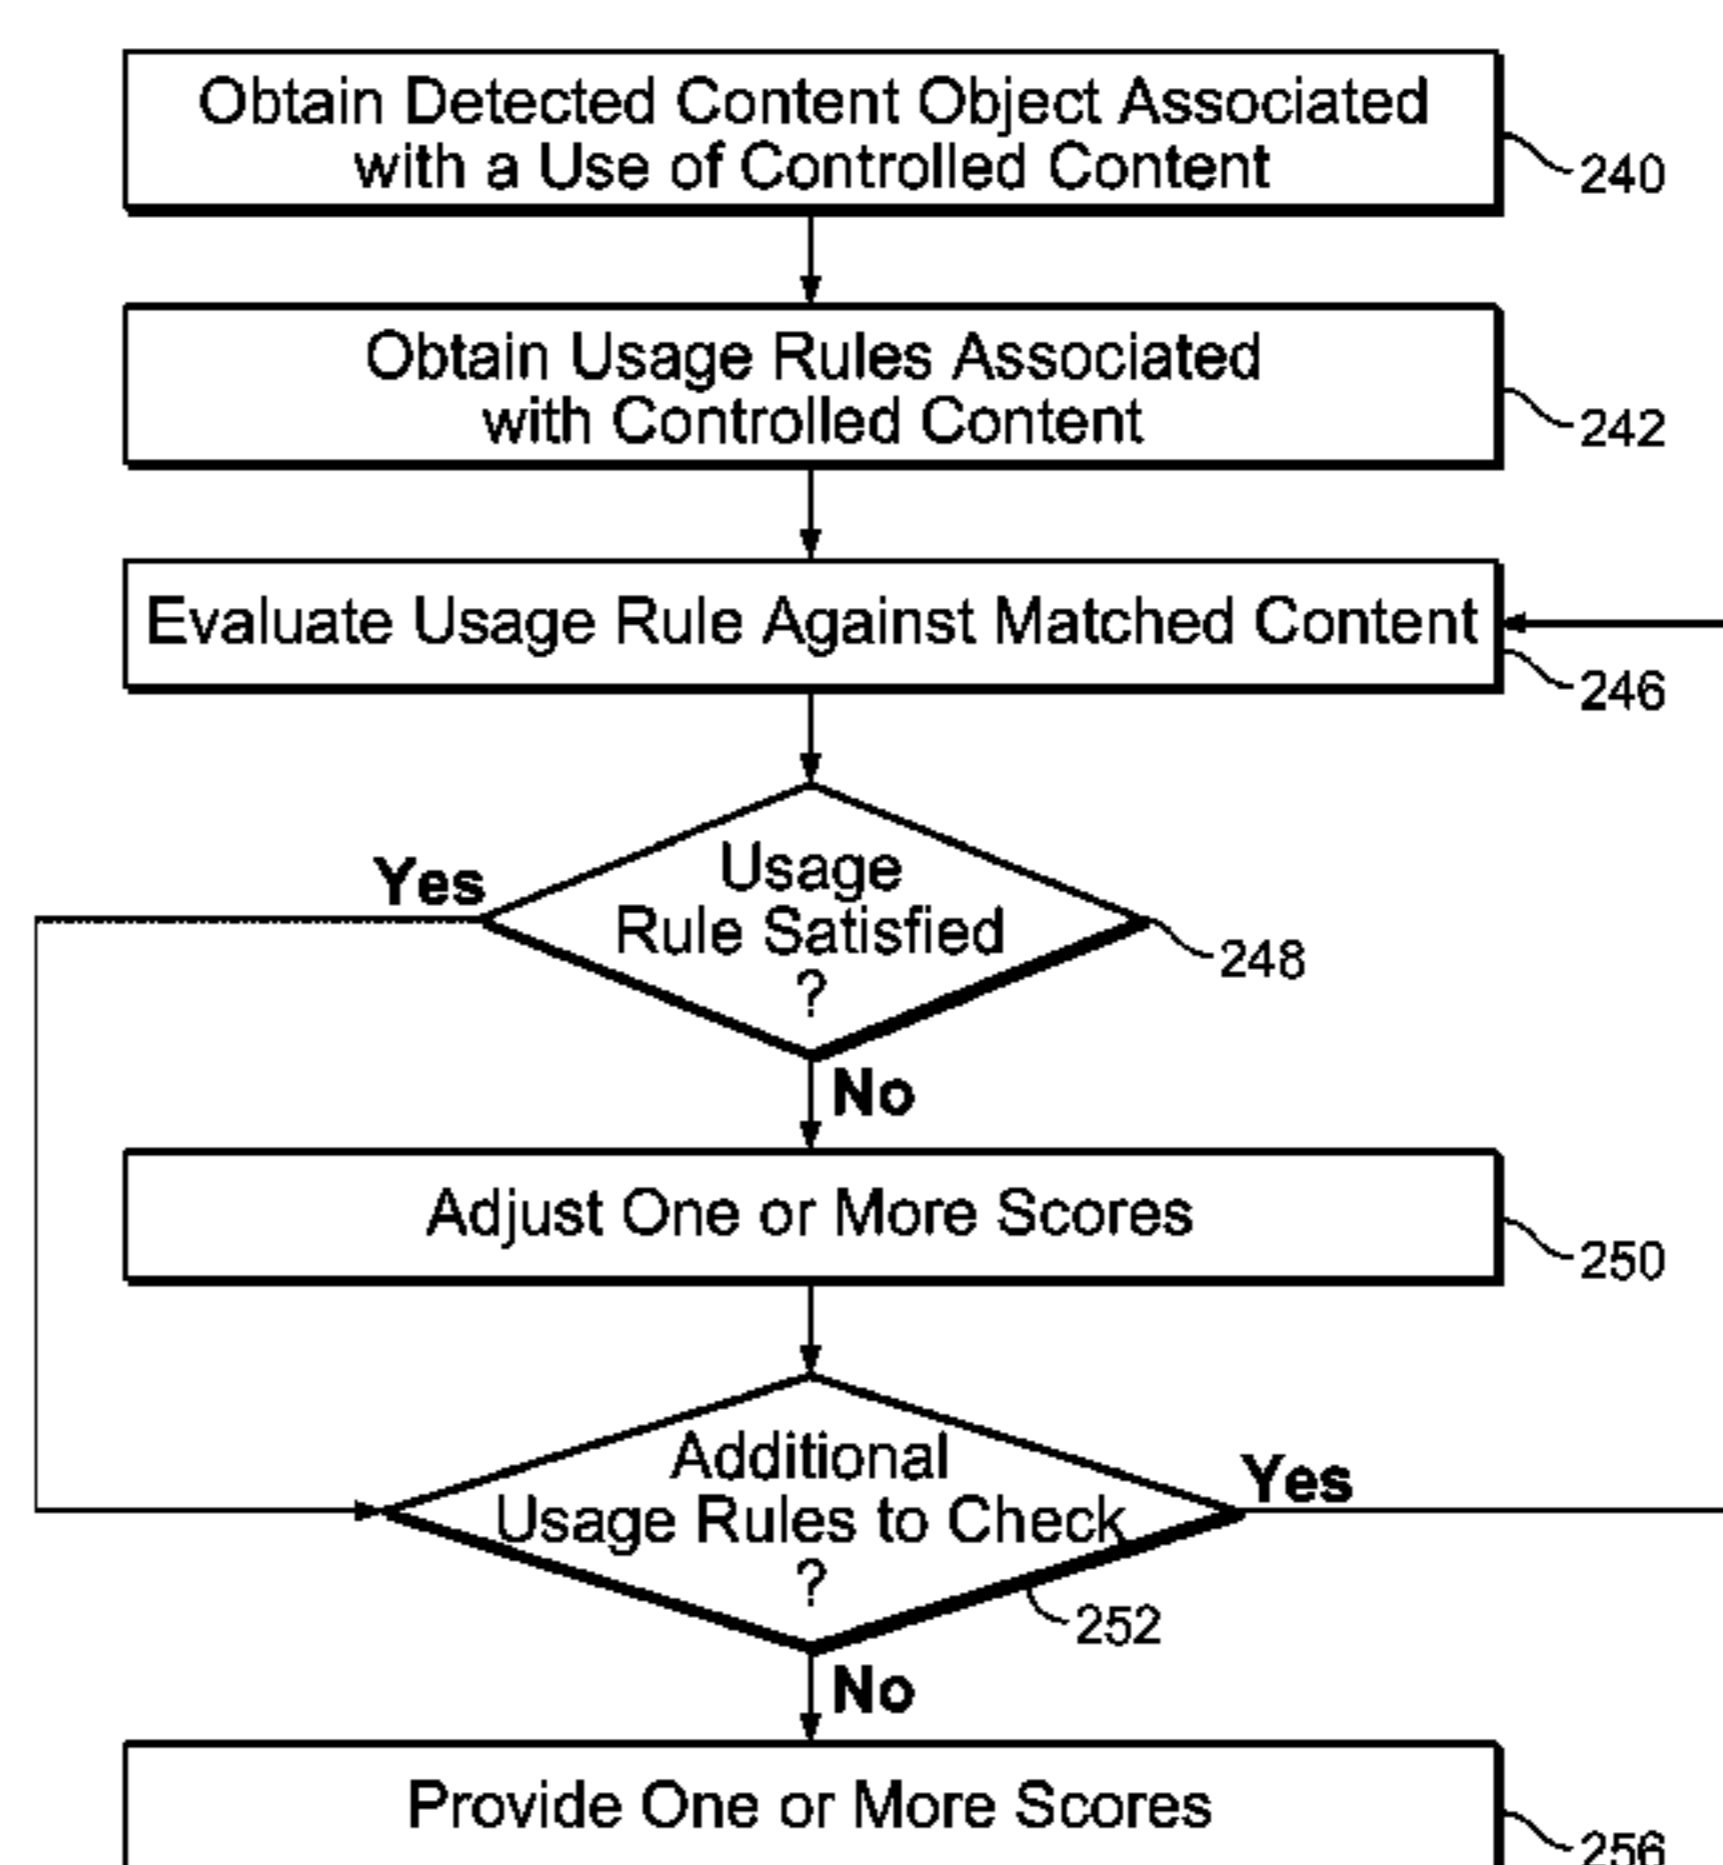 Obtain Detected Content Object Associated
with a Use of Controlled Content
240
Obtain Usage Rules Associated
with Controlled Content
242
Evaluate Usage Rule Against Matched Content
246
Yes
Usage
Rule Satisfied
?
248
No
Adjust One or More Scores
250
Additional
Usage Rules to Check
?
Yes
252
No
Provide One or More Scores
256